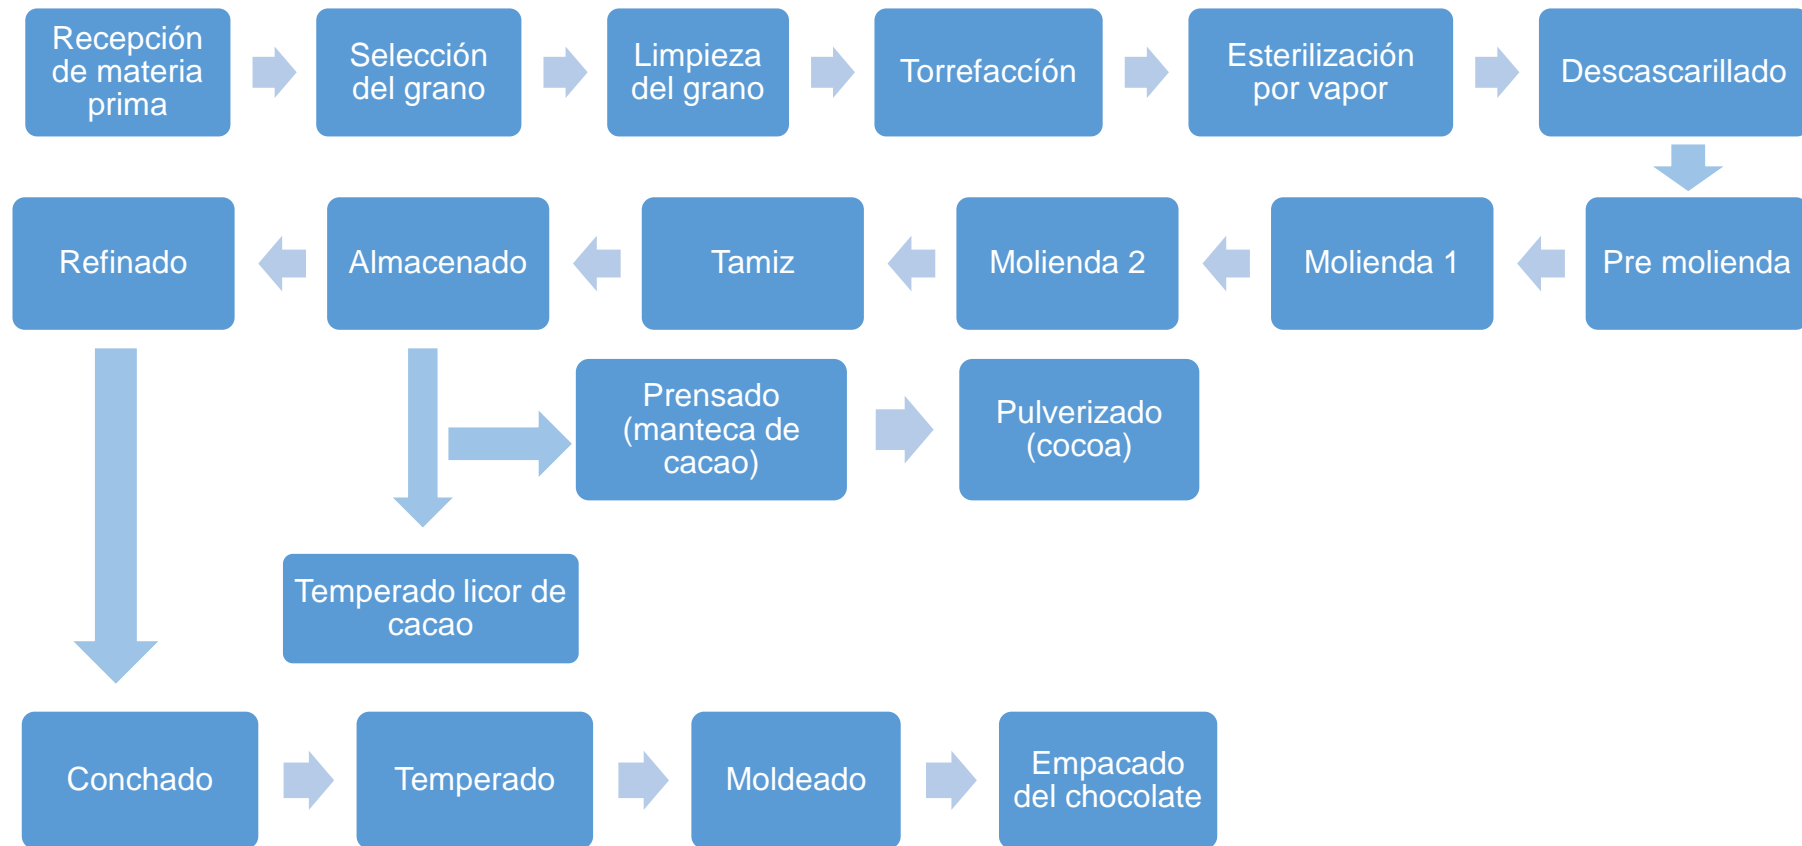 Recepción
de materia
prima
Selección
del grano
Limpieza
del grano
Torrefaccíón
Esterilización
por vapor
Descascarillado
Refinado
Almacenado
Tamiz
Molienda 2
Molienda 1
Pre molienda
Prensado
(manteca de
cacao)
Pulverizado
(cocoa)
Temperado licor de
cacao
Conchado
Temperado
Moldeado
Empacado
del chocolate